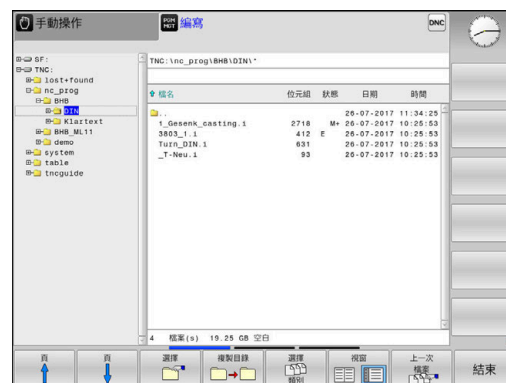 手動操作
PGM MGT 編寫
DNC
SF:
TNC:
lost+found
nc_prog
BHB
DIN
Klartext
BHB_ML11
demo
system
table
tncguide
TNC:\nc_prog\BHB\DIN\*
檔名 位元組 狀態 日期 時間
.. 26-07-2017 11:34:25
1_Gesenk_casting.i 2718 M+ 26-07-2017 10:25:53
3803_1.i 412 E 26-07-2017 10:25:53
Turn_DIN.i 631 26-07-2017 10:25:53
_T-Neu.i 93 26-07-2017 10:25:53
4 檔案(s) 19.25 GB 空白
頁
頁
選擇
複製目錄
選擇 類別
視窗
上一次 檔案
結束